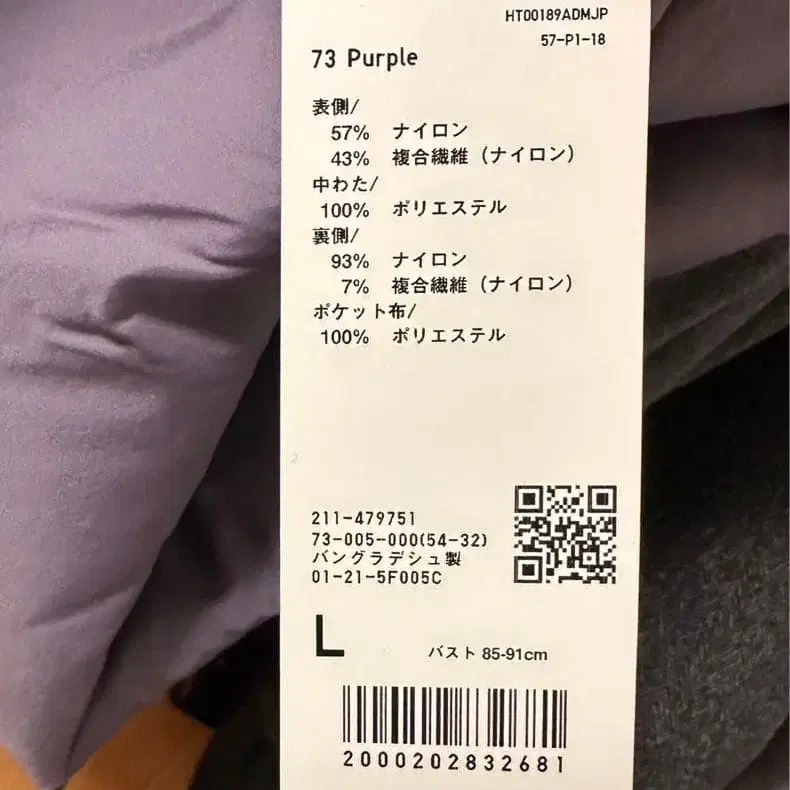 HT00189ADMJP
57-P1-18
73 Purple
表側/
57% ナイロン
43% 複合繊維 (ナイロン)
中わた/
100% ポリエステル
裏側/
93% ナイロン
7% 複合繊維 (ナイロン)
ポケット布/
100% ポリエステル
211-479751
73-005-000(54-32)
バングラデシュ製
01-21-5F005C
L バスト 85-91cm
2000202832681